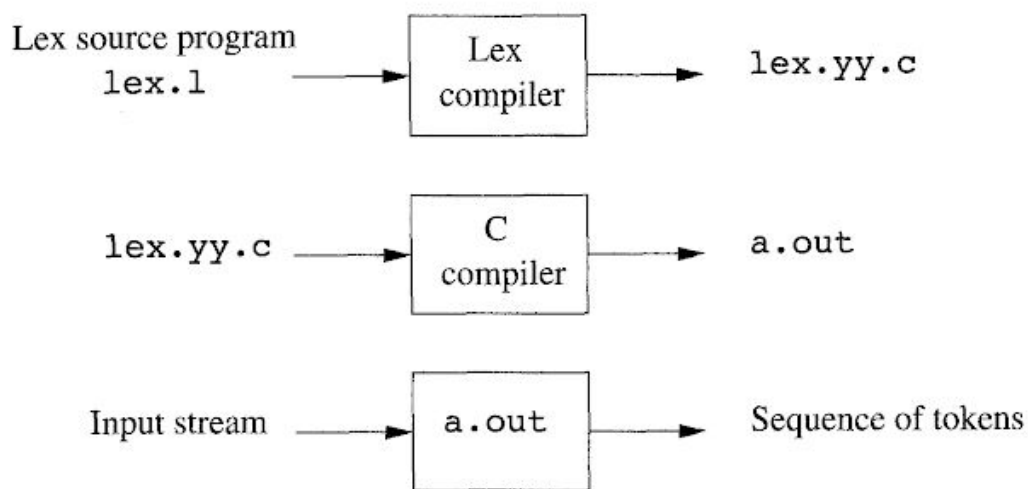 Lex source program
lex.l
Lex
compiler
lex.yy.c
lex.yy.c
C
compiler
a.out
Input stream
a.out
Sequence of tokens